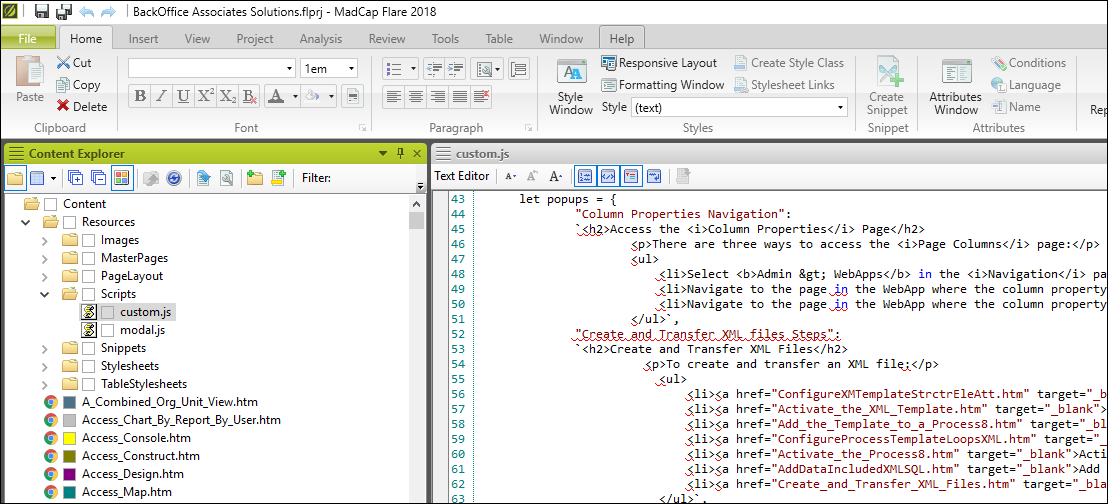 BackOffice Associates Solutions.flprj - MadCap Flare 2018
File Home Insert View Project Analysis Review Tools Table Window Help
Paste
Cut
Copy
Delete
Clipboard
1em
B I U X² X₂ B
A
Font
Paragraph
Style Window
Responsive Layout
Formatting Window
Style (text)
Create Style Class
Stylesheet Links
Styles
Create Snippet
Snippet
Attributes Window
Conditions
Language
Name
Attributes
Rep
Content Explorer
Filter:
Content
Resources
Images
MasterPages
PageLayout
Scripts
custom.js
modal.js
Snippets
Stylesheets
TableStylesheets
A_Combined_Org_Unit_View.htm
Access_Chart_By_Report_By_User.htm
Access_Console.htm
Access_Construct.htm
Access_Design.htm
Access_Map.htm
custom.js
Text Editor A A A
43 let popups = {
44 "Column Properties Navigation":
45 `<h2>Access the <i>Column Properties</i> Page</h2>
46 <p>There are three ways to access the <i>Page Columns</i> page:</p>
47 <ul>
48 <li>Select <b>Admin &gt; WebApps</b> in the <i>Navigation</i> pa
49 <li>Navigate to the page in the WebApp where the column property
50 <li>Navigate to the page in the WebApp where the column property
51 </ul>`,
52 "Create and Transfer XML files Steps":
53 `<h2>Create and Transfer XML Files</h2>
54 <p>To create and transfer an XML file:</p>
55 <ul>
56 <li><a href="ConfigureXMTemplateStrctrEleAtt.htm" target="_b
57 <li><a href="Activate_the_XML_Template.htm" target="_blank">
58 <li><a href="Add_the_Template_to_a_Process8.htm" target="_bl
59 <li><a href="ConfigureProcessTemplateLoopsXML.htm" target="_
60 <li><a href="Activate_the_Process8.htm" target="_blank">Acti
61 <li><a href="AddDataIncludedXMLSQL.htm" target="_blank">Add
62 <li><a href="Create_and_Transfer_XML_Files.htm" target="_bla
63 </ul>`,